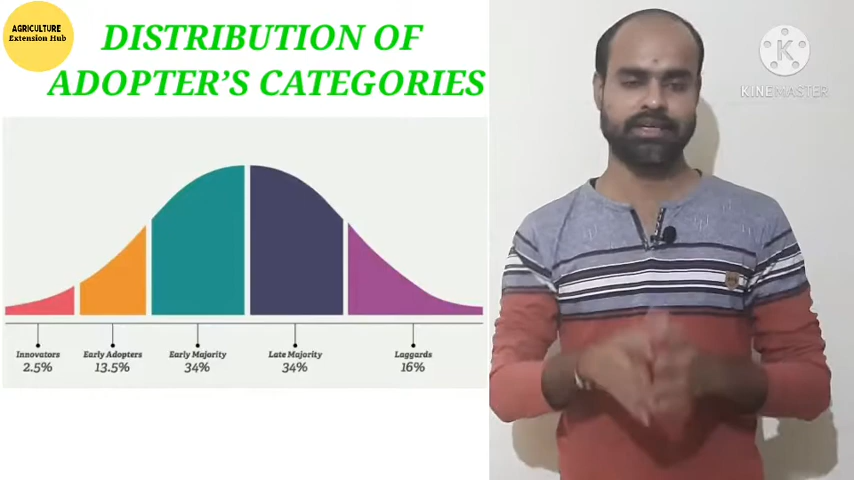 AGRICULTURE
Extension Hub
DISTRIBUTION OF
ADOPTER'S CATEGORIES
K
KINEMASTER
Innovators
2.5%
Early Adopters
13.5%
Early Majority
34%
Late Majority
34%
Laggards
16%